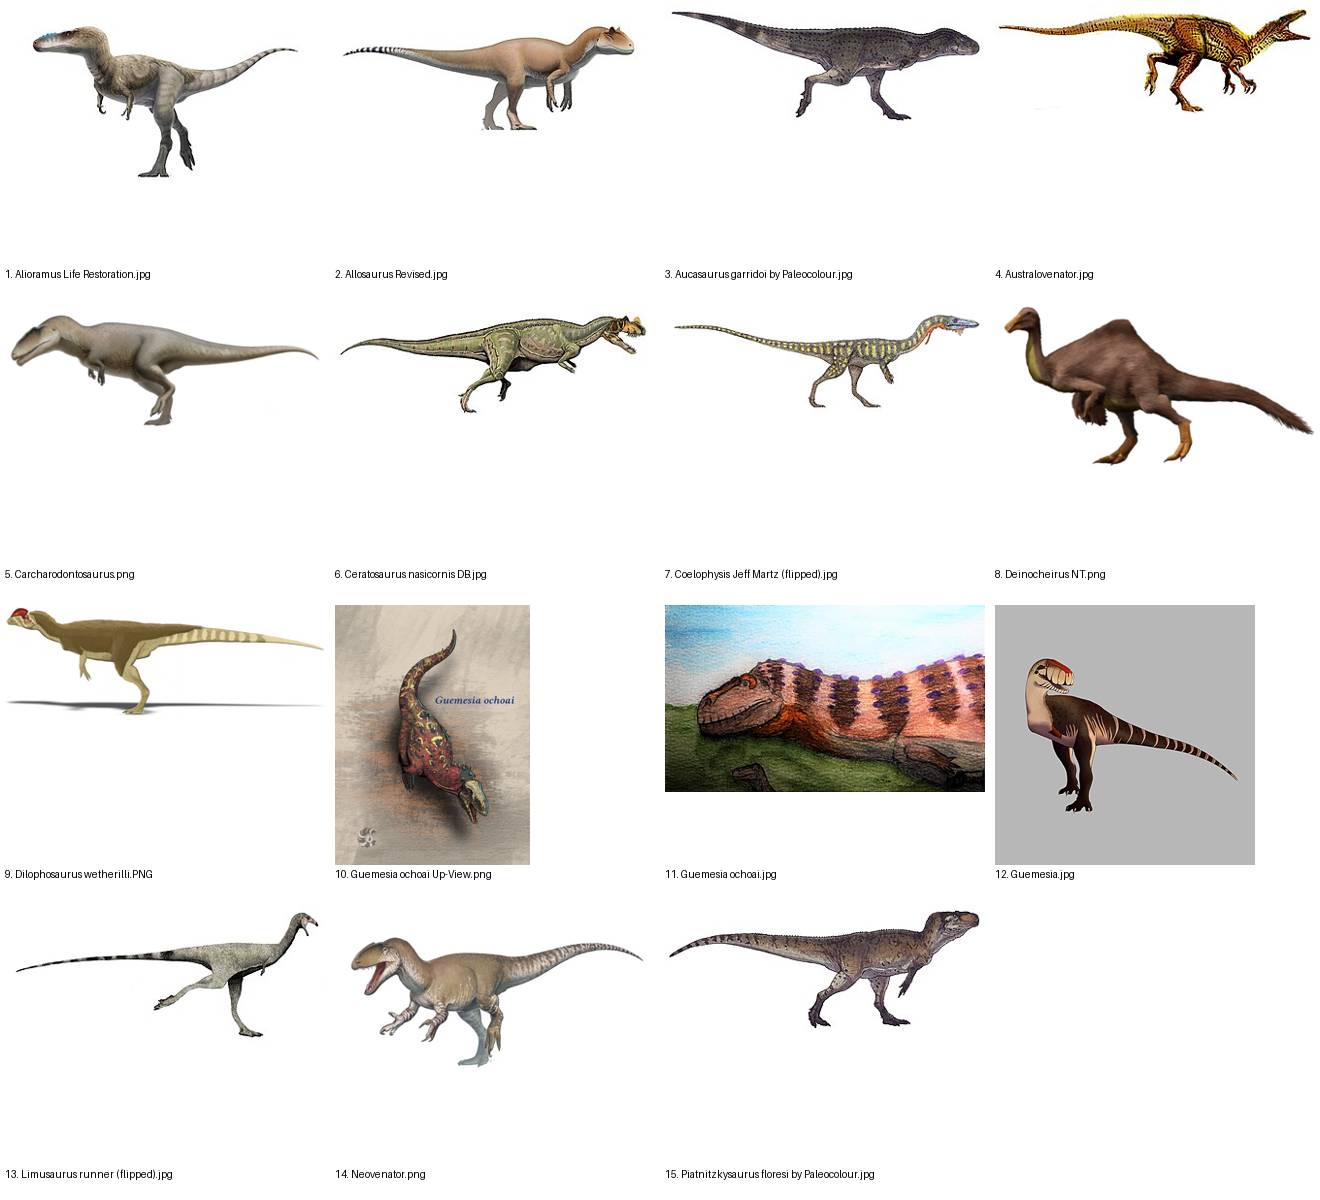 1. Alioramus Life Restoration.jpg
2. Allosaurus Revised.jpg
3. Aucasaurus garridoi by Paleocolour.jpg
4. Australovenator.jpg
5. Carcharodontosaurus.png
6. Ceratosaurus nasicornis DB.jpg
7. Coelophysis Jeff Martz (flipped).jpg
8. Deinocheirus NT.png
Guemesia ochoai
9. Dilophosaurus wetherilli.PNG
10. Guemesia ochoai Up-View.png
11. Guemesia ochoai.jpg
12. Guemesia.jpg
13. Limusaurus runner (flipped).jpg
14. Neovenator.png
15. Piatnitzkysaurus floresi by Paleocolour.jpg